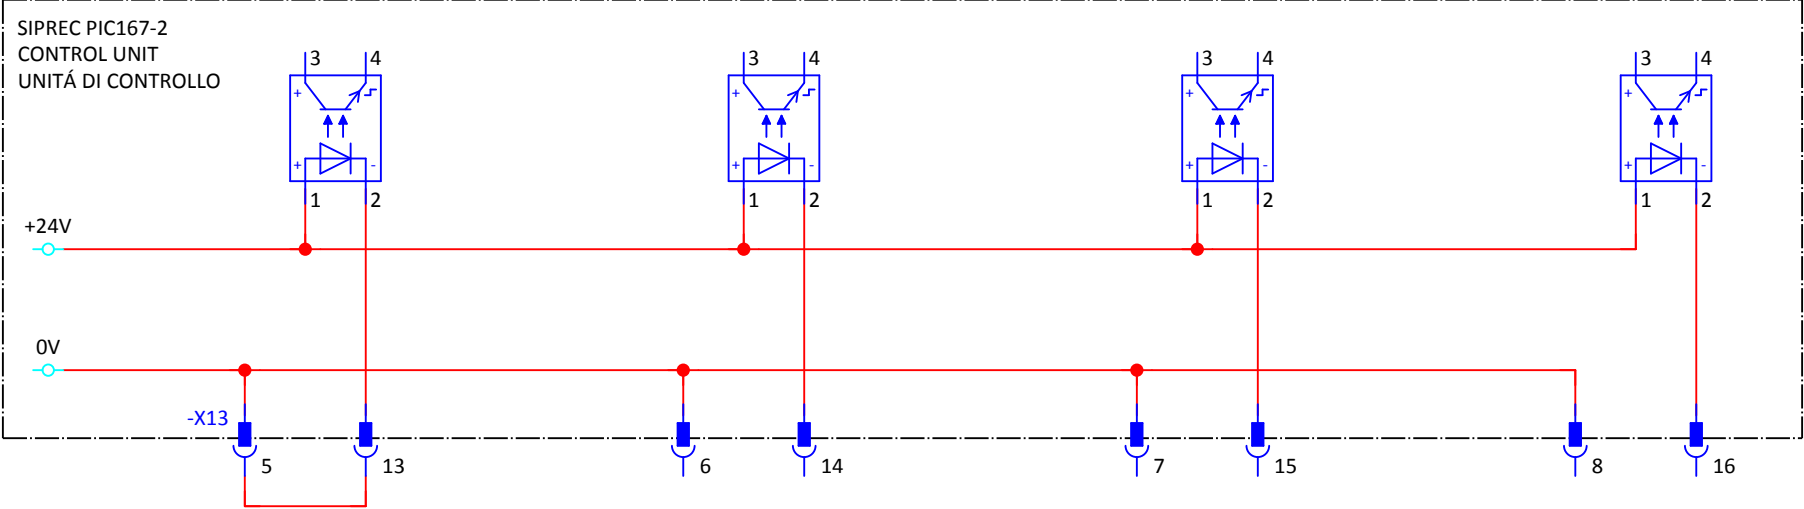 SIPREC PIC167-2
CONTROL UNIT
UNITÁ DI CONTROLLO
3 4 3 4 3 4 3 4
+ + + +
+ - + - + - + -
1 2 1 2 1 2 1 2
+24V
0V
-X13
5 13 6 14 7 15 8 16